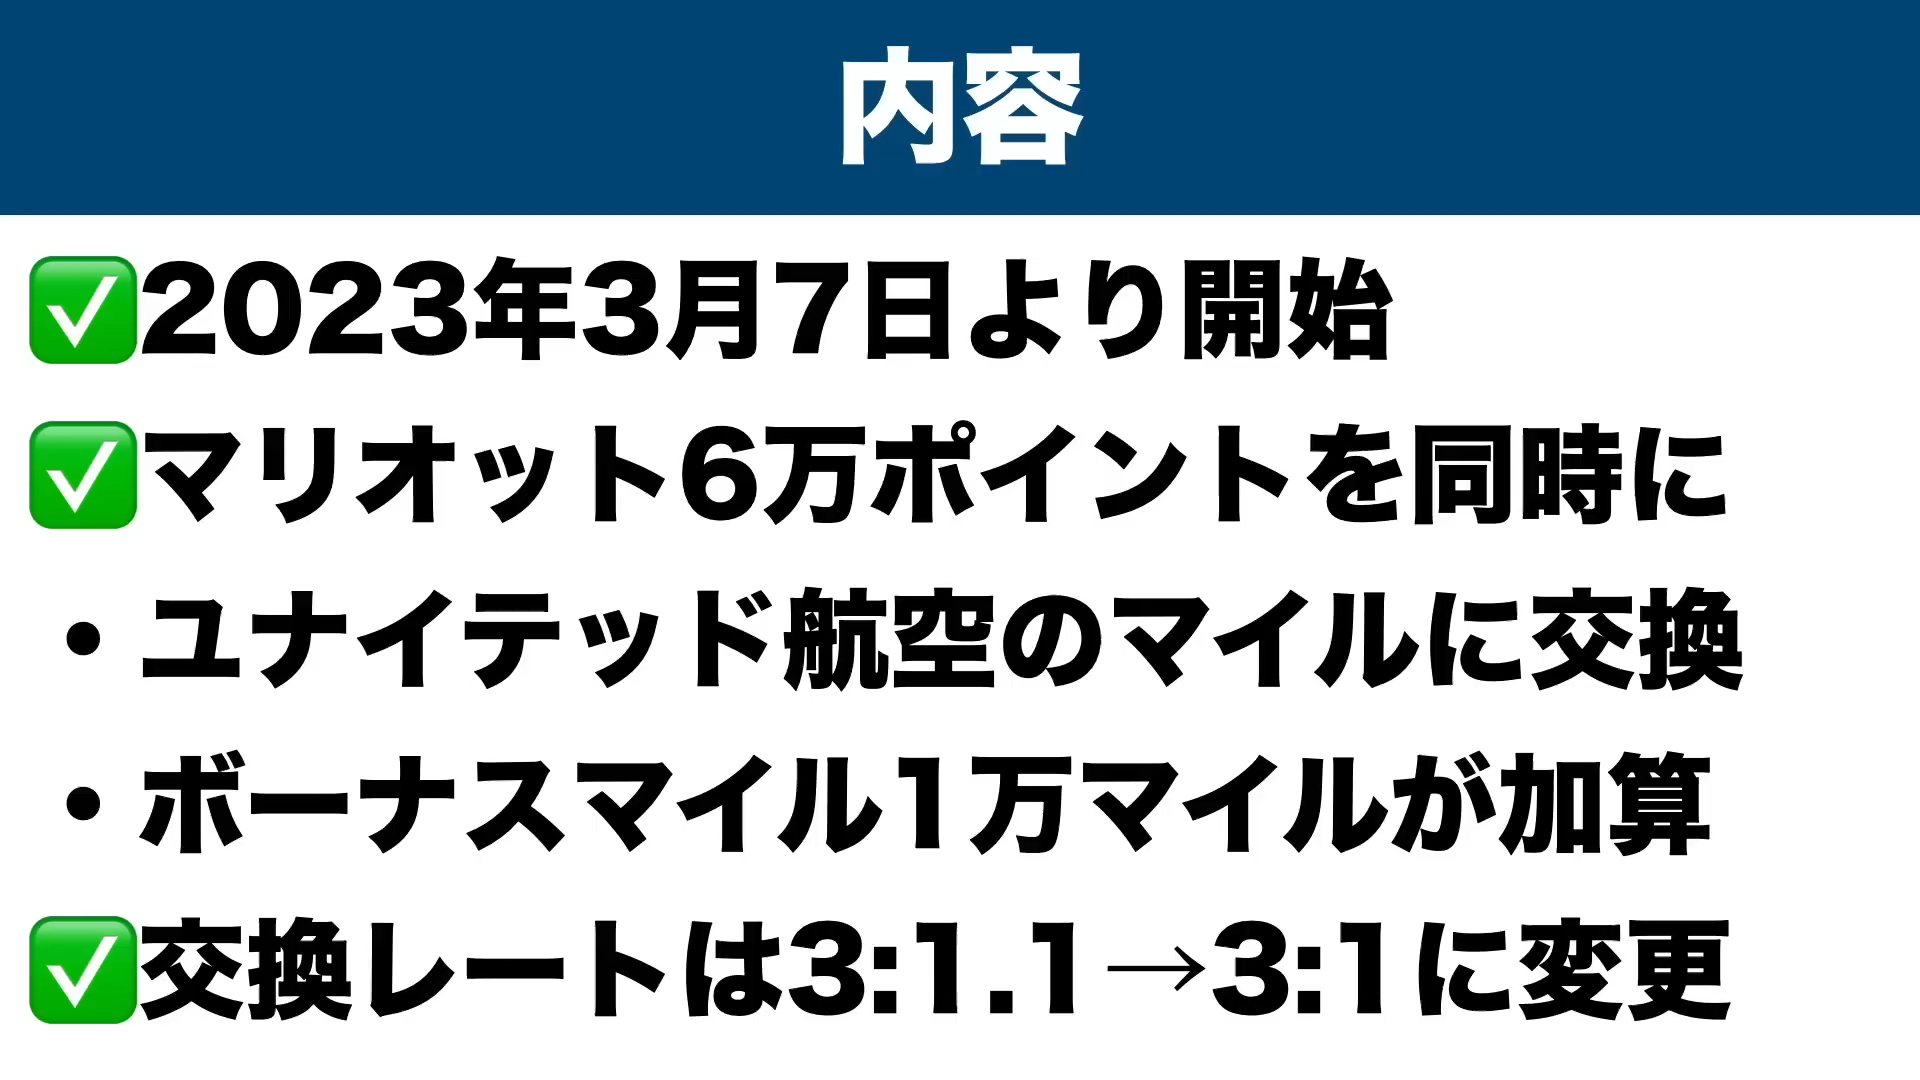 内容
✅2023年3月7日より開始
✅マリオット6万ポイントを同時に
・ユナイテッド航空のマイルに交換
・ボーナスマイル1万マイルが加算
✅交換レートは3:1.1→3:1に変更